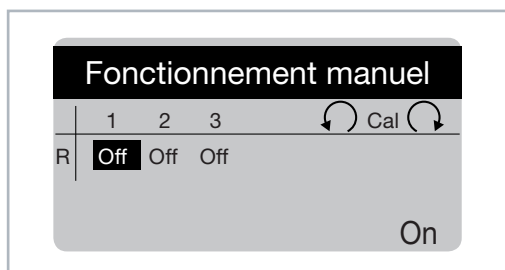 Fonctionnement manuel
1 2 3 Cal
R Off Off Off
On